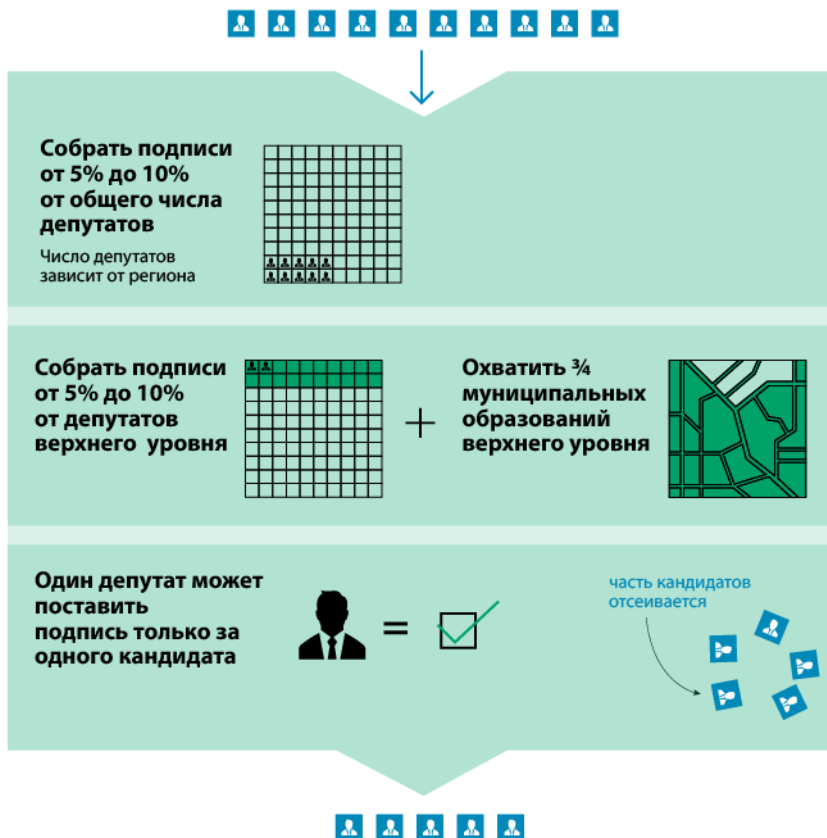 Собрать подписи
от 5% до 10%
от общего числа
депутатов
Число депутатов
зависит от региона
Собрать подписи
от 5% до 10%
от депутатов
верхнего уровня
+
Охватить ¾
муниципальных
образований
верхнего уровня
Один депутат может
поставить
подпись только за
одного кандидата
=
часть кандидатов
отсеивается